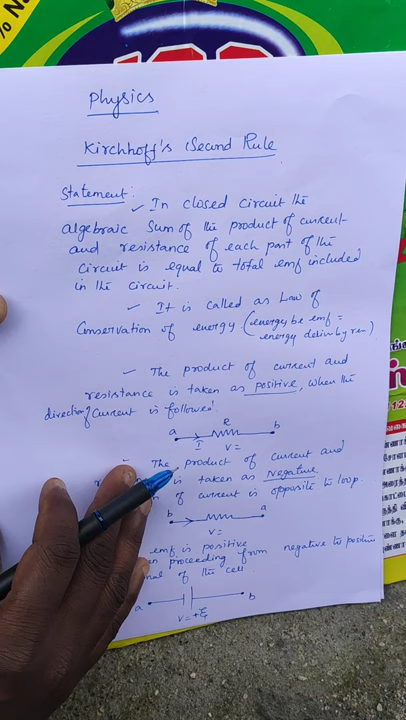 Physics
Kirchhoff's Second Rule
Statement:
✓ In closed circuit the
algebraic sum of the product of current
and resistance of each part of the
circuit is equal to total emf included
in the circuit.
✓ It is called as Law of
Conservation of energy (energy by emf =
energy deliv by res)
✓ The product of current and
resistance is taken as positive, when the
direction of current is followed.
R
a b
I V=
The product of current and
is taken as Negative
of current is opposite to loop.
b a
V=
emf is positive
proceeding from negative to positive
of the cell
a b
V=+E